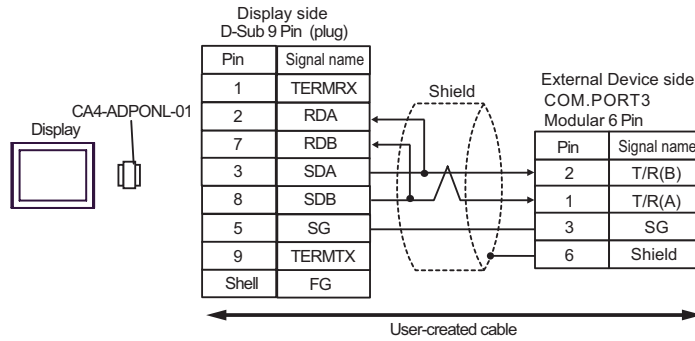 Display side
D-Sub 9 Pin (plug)
Pin Signal name
1 TERMRX
2 RDA
7 RDB
3 SDA
8 SDB
5 SG
9 TERMTX
Shell FG
CA4-ADPONL-01
Display
Shield
External Device side
COM.PORT3
Modular 6 Pin
Pin Signal name
2 T/R(B)
1 T/R(A)
3 SG
6 Shield
User-created cable